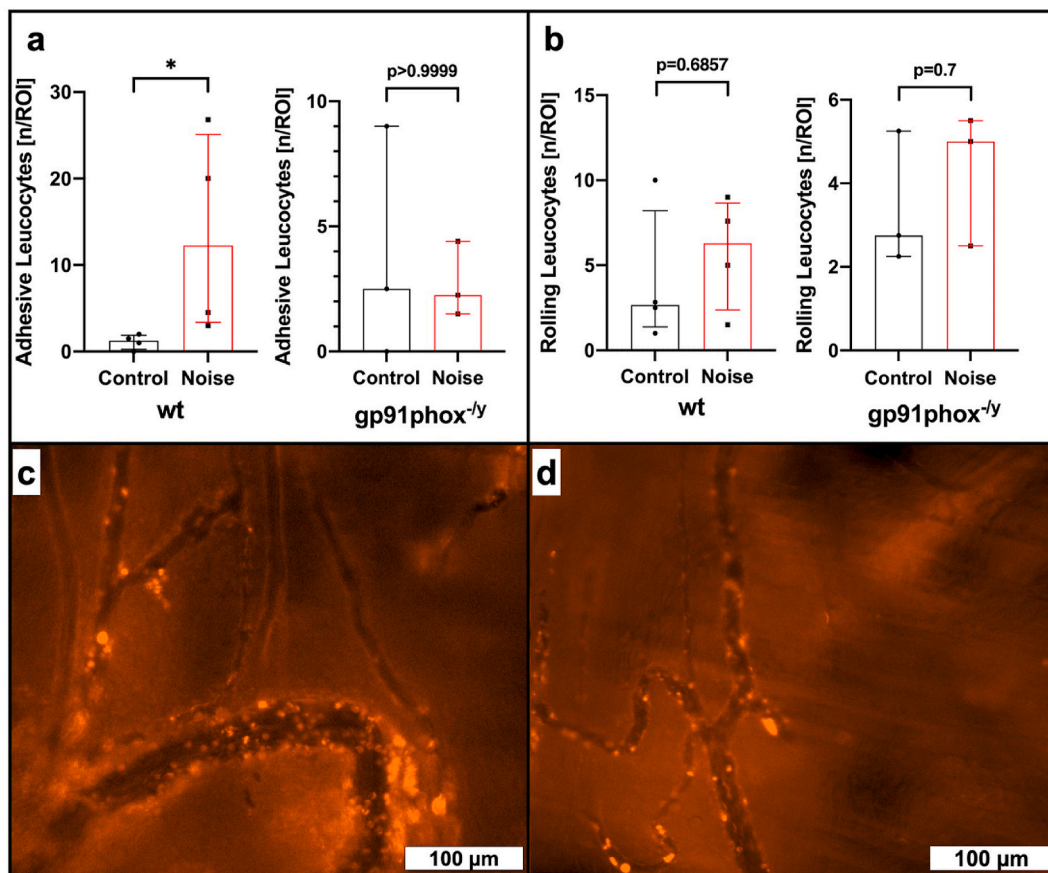 a
*
Adhesive Leucocytes [n/ROI]
30
20
10
0
Control Noise
wt
p>0.9999
Adhesive Leucocytes [n/ROI]
10
5
0
Control Noise
gp91phox-/y
b
p=0.6857
Rolling Leucocytes [n/ROI]
15
10
5
0
Control Noise
wt
p=0.7
Rolling Leucocytes [n/ROI]
6
4
2
0
Control Noise
gp91phox-/y
c
100 µm
d
100 µm